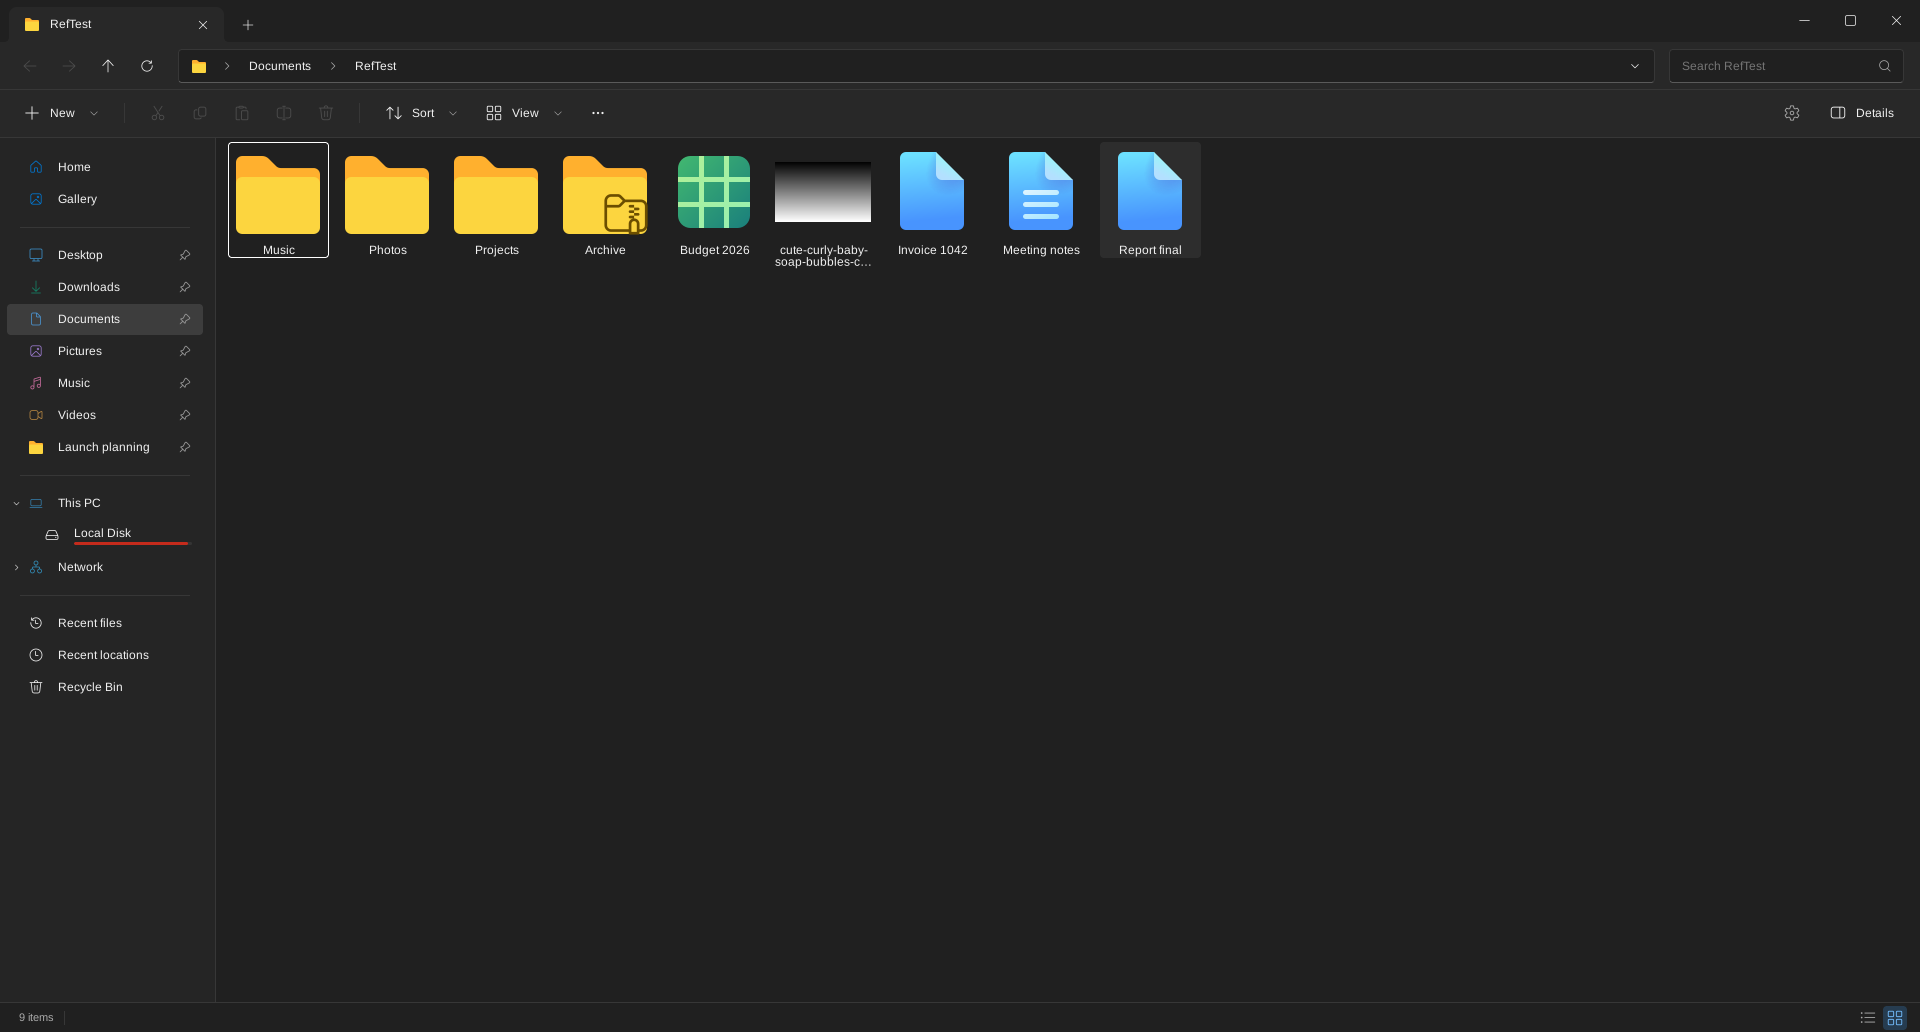 RefTest
Documents
RefTest
Search RefTest
New
Sort
View
Details
Home
Gallery
Desktop
Downloads
Documents
Pictures
Music
Videos
Launch planning
This PC
Local Disk
Network
Recent files
Recent locations
Recycle Bin
Music
Photos
Projects
Archive
Budget 2026
cute-curly-baby-
soap-bubbles-c...
Invoice 1042
Meeting notes
Report final
9 items